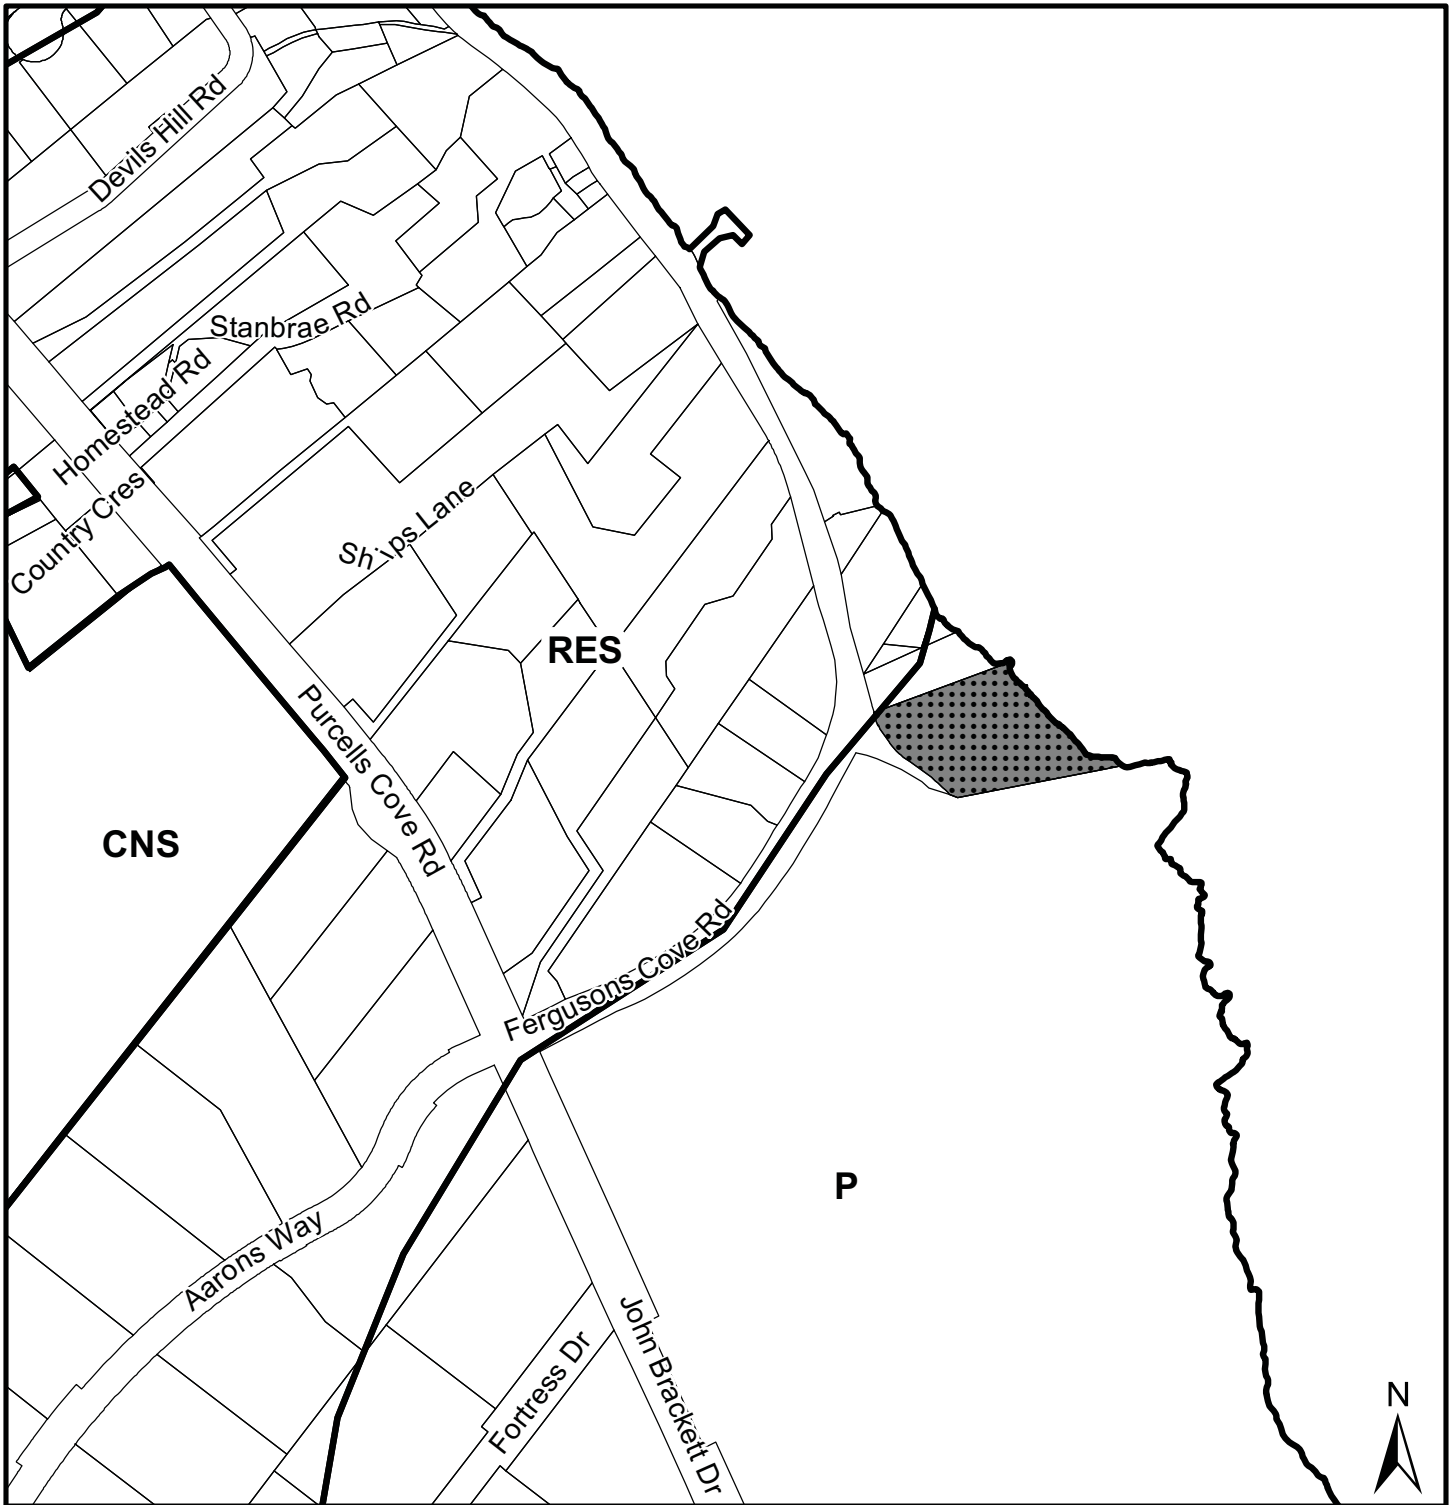 Devils Hill Rd
Stanbrae Rd
Homestead Rd
Country Cres
RES
Purcells Cove Rd
CNS
Fergusons Cove Rd
P
Aarons Way
John Brackett Dr
Fortress Dr
N
Lane